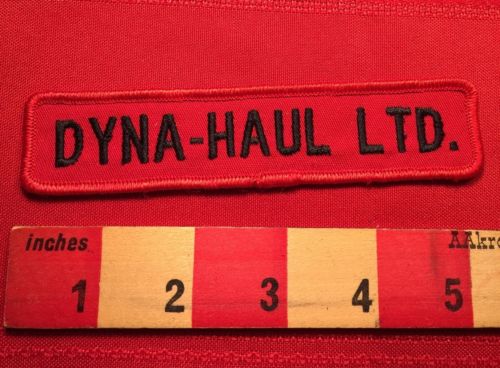 DYNA-HAUL LTD.
inches
1 2 3 4 5